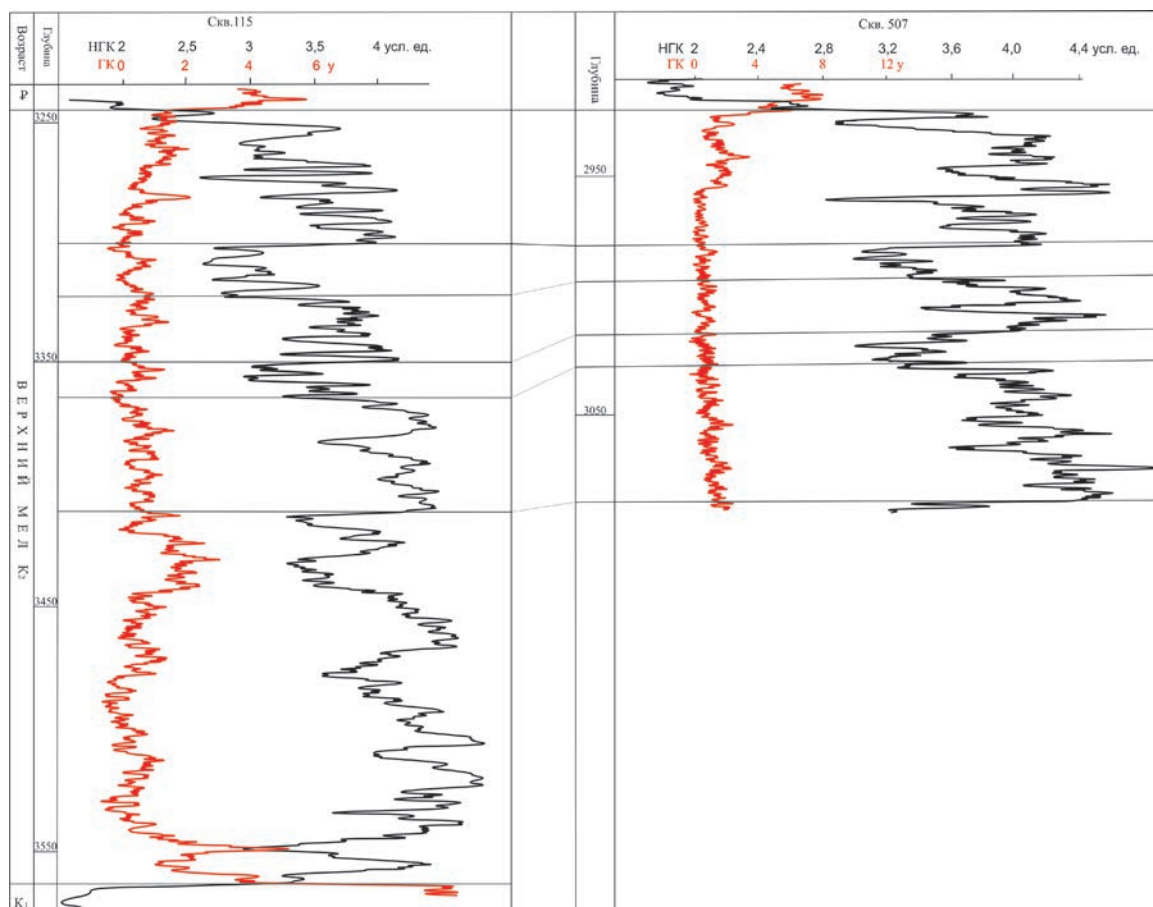 Скв.115
Скв. 507
Возраст
Глубина
НГК 2 2,5 3 3,5 4 усл. ед.
ГК 0 2 4 6 γ
Глубина
НГК 2 2,4 2,8 3,2 3,6 4,0 4,4 усл. ед.
ГК 0 4 8 12 γ
₽
3250
2950
3350
3050
ВЕРХНИЙ МЕЛ К₂
3450
3550
К₁